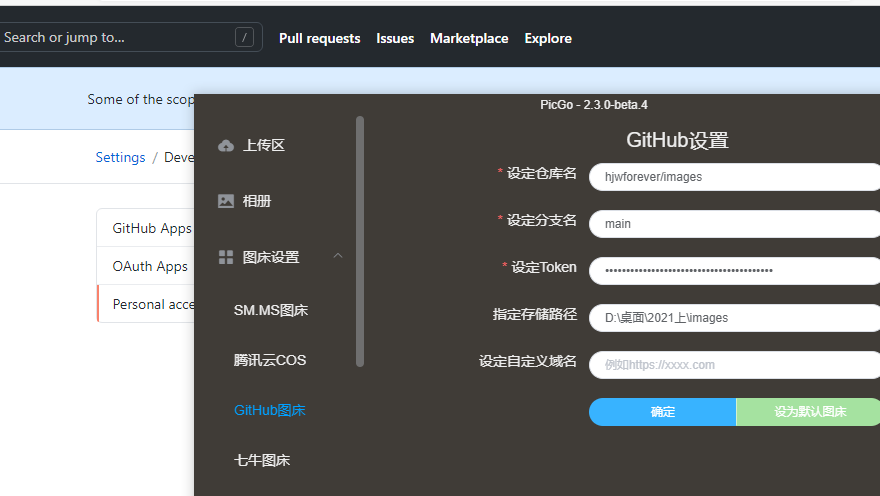 Search or jump to... /
Pull requests Issues Marketplace Explore
Some of the scop
Settings / Deve
GitHub Apps
OAuth Apps
Personal acce
PicGo - 2.3.0-beta.4
上传区
相册
图床设置
SM.MS图床
腾讯云COS
GitHub图床
七牛图床
GitHub设置
* 设定仓库名 hjwforever/images
* 设定分支名 main
* 设定Token
指定存储路径 D:\桌面\2021上\images
设定自定义域名 例如https://xxxx.com
确定 设为默认图床